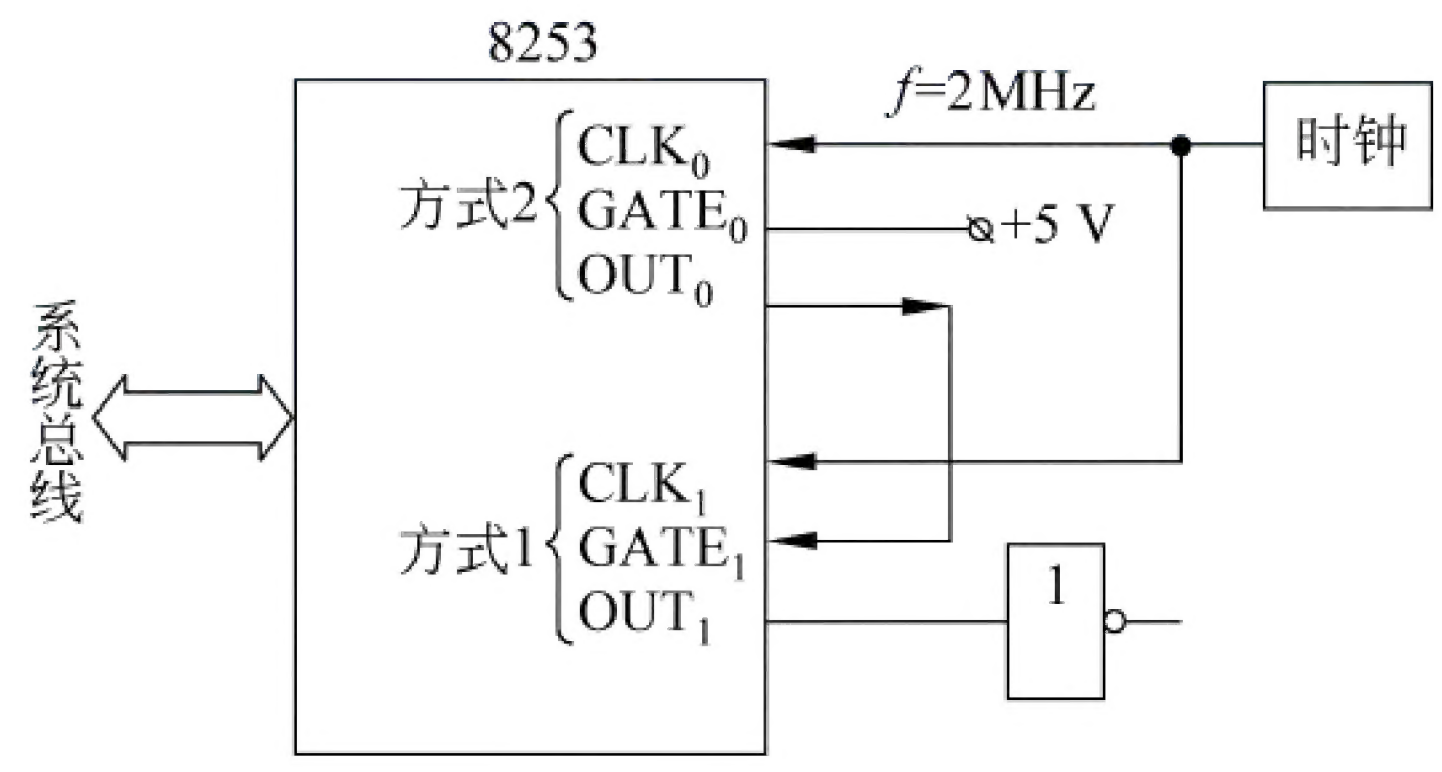 8253
f=2MHz
时钟
方式2
CLK₀
GATE₀
+5 V
OUT₀
系统总线
方式1
CLK₁
GATE₁
OUT₁
1